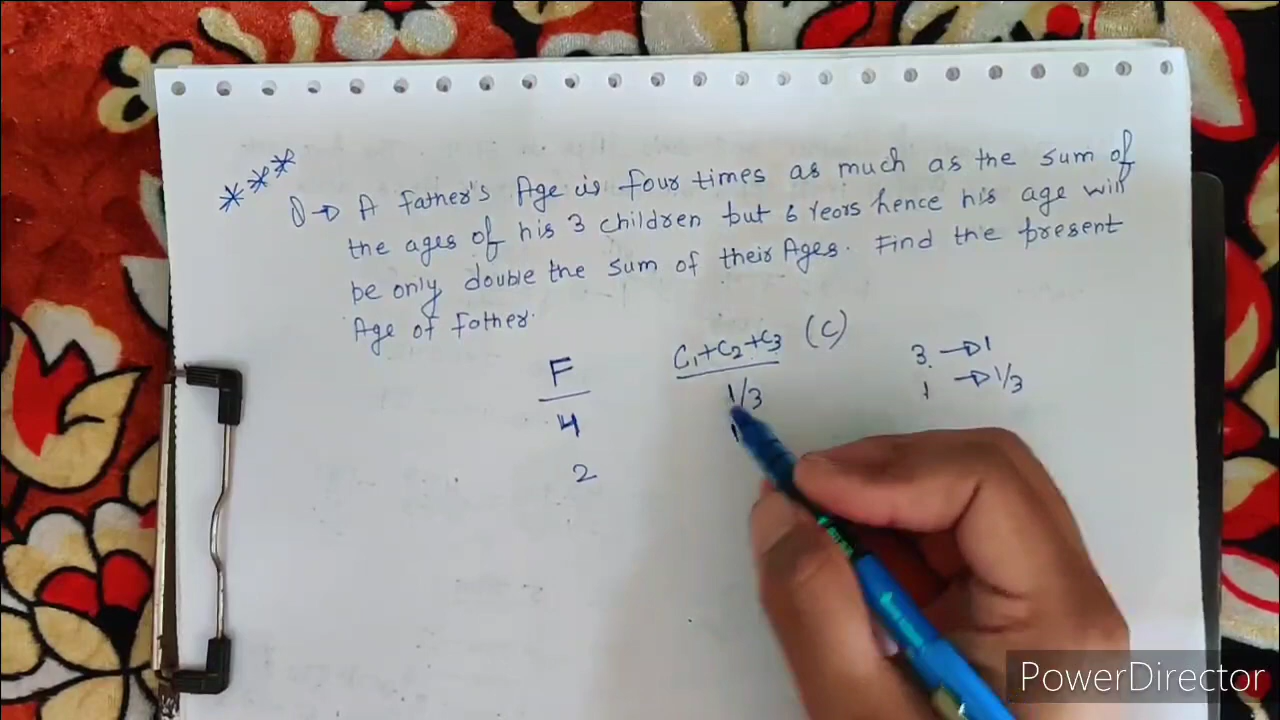 ***
Q→ A father's Age is four times as much as the sum of
the ages of his 3 children but 6 Years hence his age will
be only double the sum of their Ages. Find the present
Age of Father.
F C₁+C₂+C₃ (C)
1/3
4 1
2
3 → 1
1 → 1/3
PowerDirector